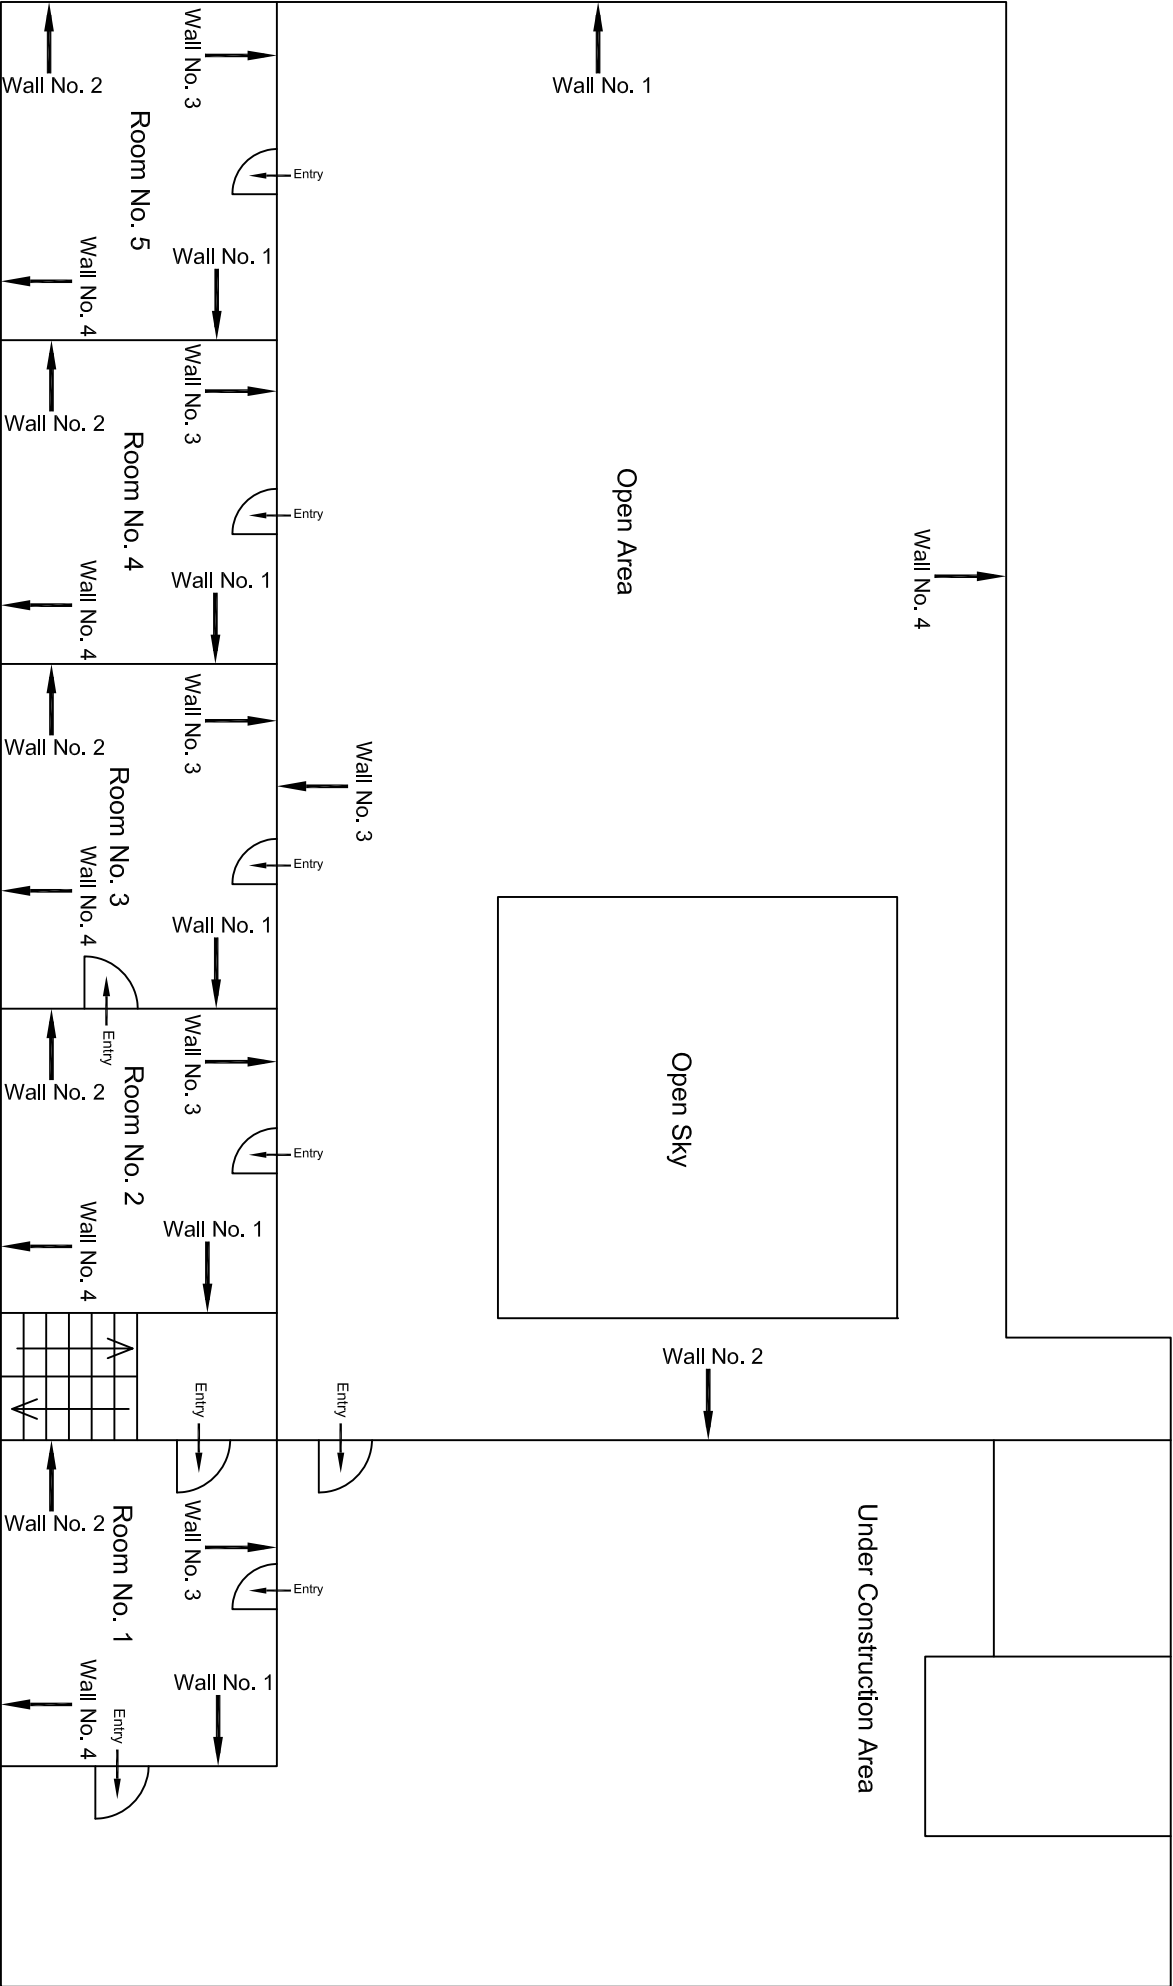 Wall No. 2
Wall No. 3
Room No. 5
Entry
Wall No. 1
Wall No. 4
Wall No. 2
Wall No. 3
Room No. 4
Entry
Wall No. 1
Wall No. 4
Wall No. 2
Wall No. 3
Room No. 3
Entry
Wall No. 1
Wall No. 4
Entry
Wall No. 2
Wall No. 3
Room No. 2
Entry
Wall No. 1
Wall No. 4
Entry
Entry
Wall No. 2
Wall No. 3
Room No. 1
Entry
Wall No. 1
Wall No. 4
Entry
Wall No. 1
Open Area
Wall No. 4
Wall No. 3
Open Sky
Wall No. 2
Under Construction Area